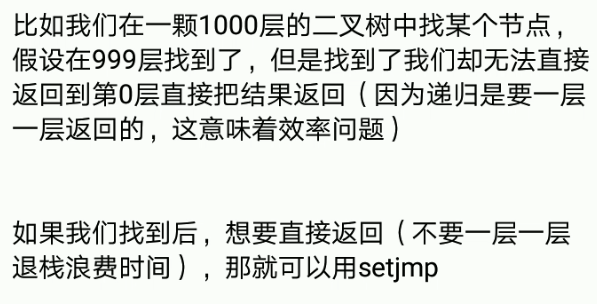 比如我们在一颗1000层的二叉树中找某个节点，
假设在999层找到了，但是找到了我们却无法直接
返回到第0层直接把结果返回（因为递归是要一层
一层返回的，这意味着效率问题）
如果我们找到后，想要直接返回（不要一层一层
退栈浪费时间），那就可以用setjmp